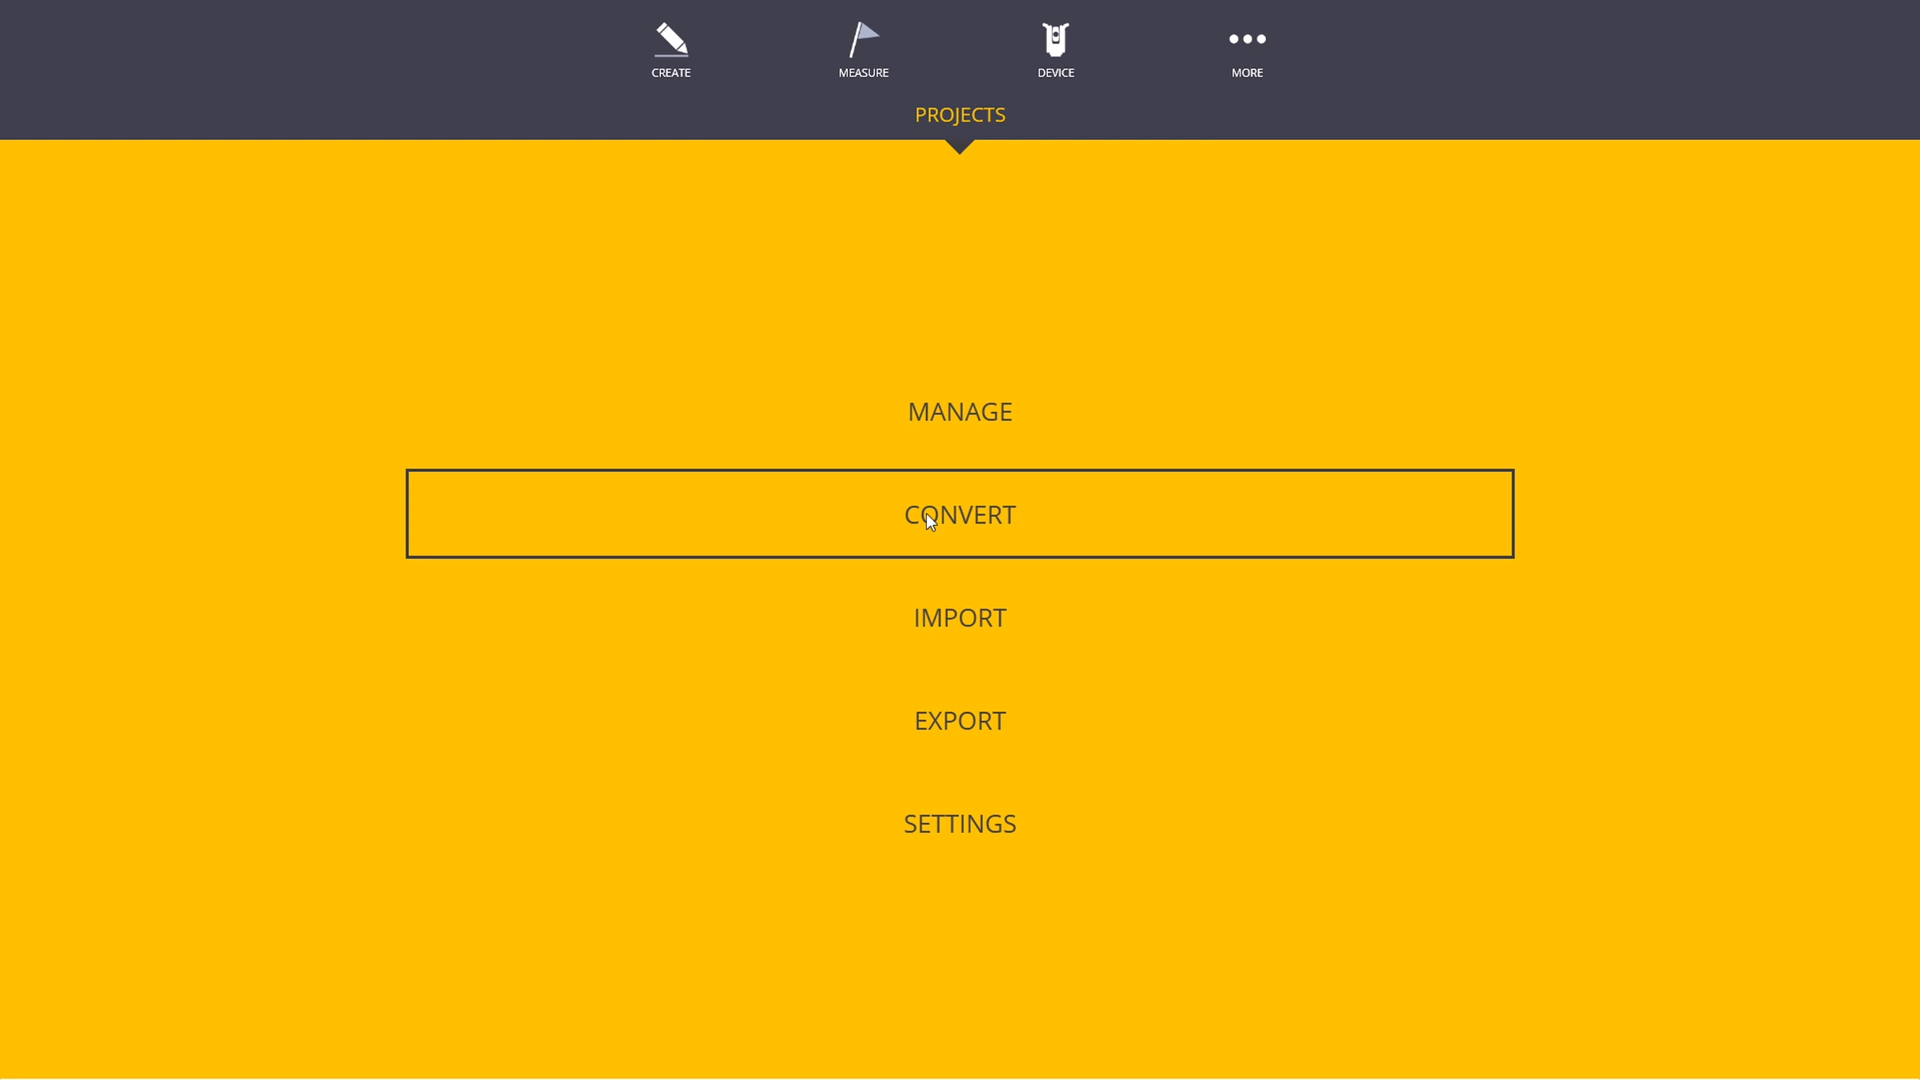 CREATE
MEASURE
DEVICE
MORE
PROJECTS
MANAGE
CONVERT
IMPORT
EXPORT
SETTINGS